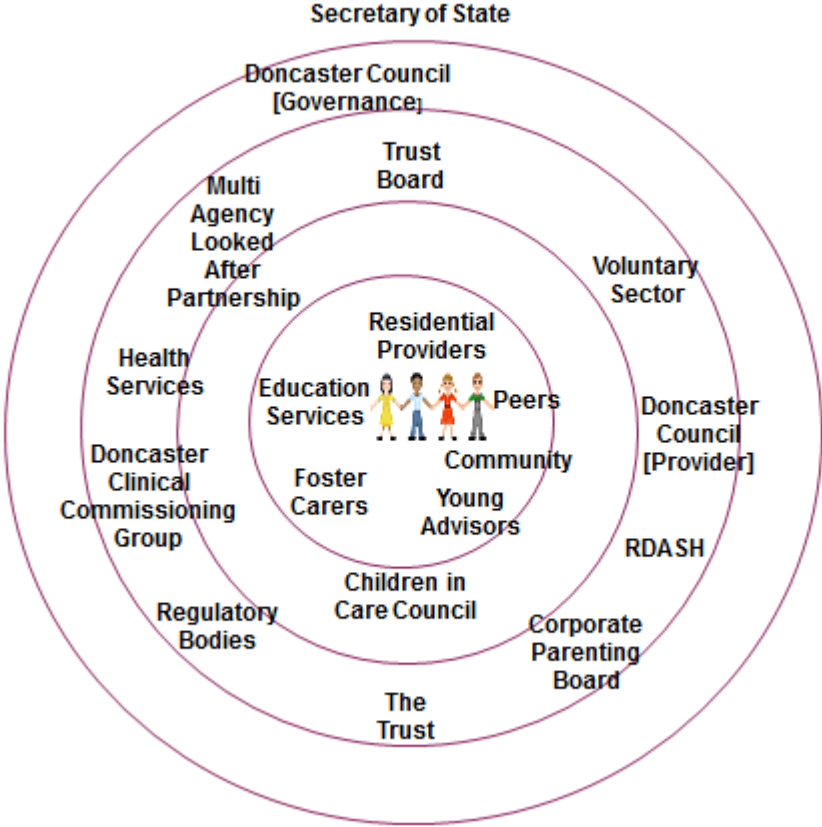 Secretary of State
Doncaster Council
[Governance]
Trust
Board
Multi
Agency
Looked
After
Partnership
Voluntary
Sector
Residential
Providers
Health
Services
Education
Services
Peers
Doncaster
Council
[Provider]
Doncaster
Clinical
Commissioning
Group
Community
Foster
Carers
Young
Advisors
RDASH
Children in
Care Council
Regulatory
Bodies
Corporate
Parenting
Board
The
Trust